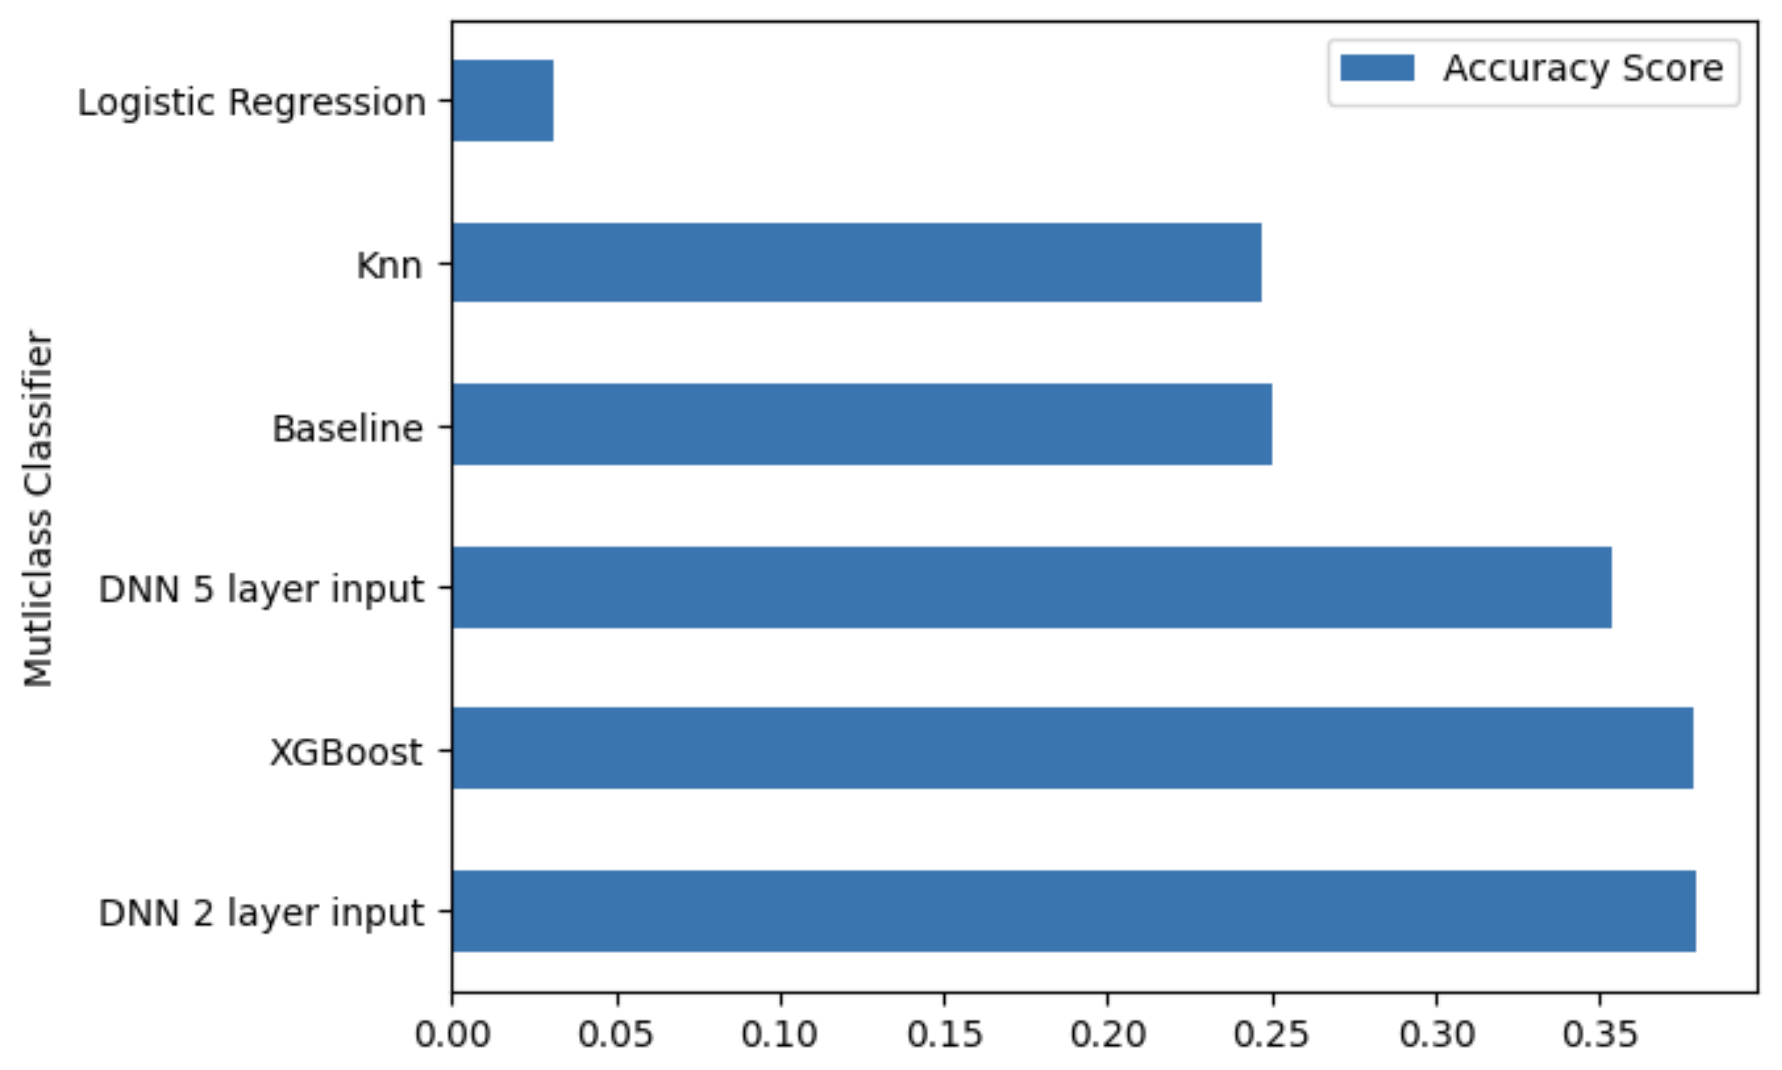 Accuracy Score
Logistic Regression
Knn
Baseline
DNN 5 layer input
XGBoost
DNN 2 layer input
Mutliclass Classifier
0.00 0.05 0.10 0.15 0.20 0.25 0.30 0.35